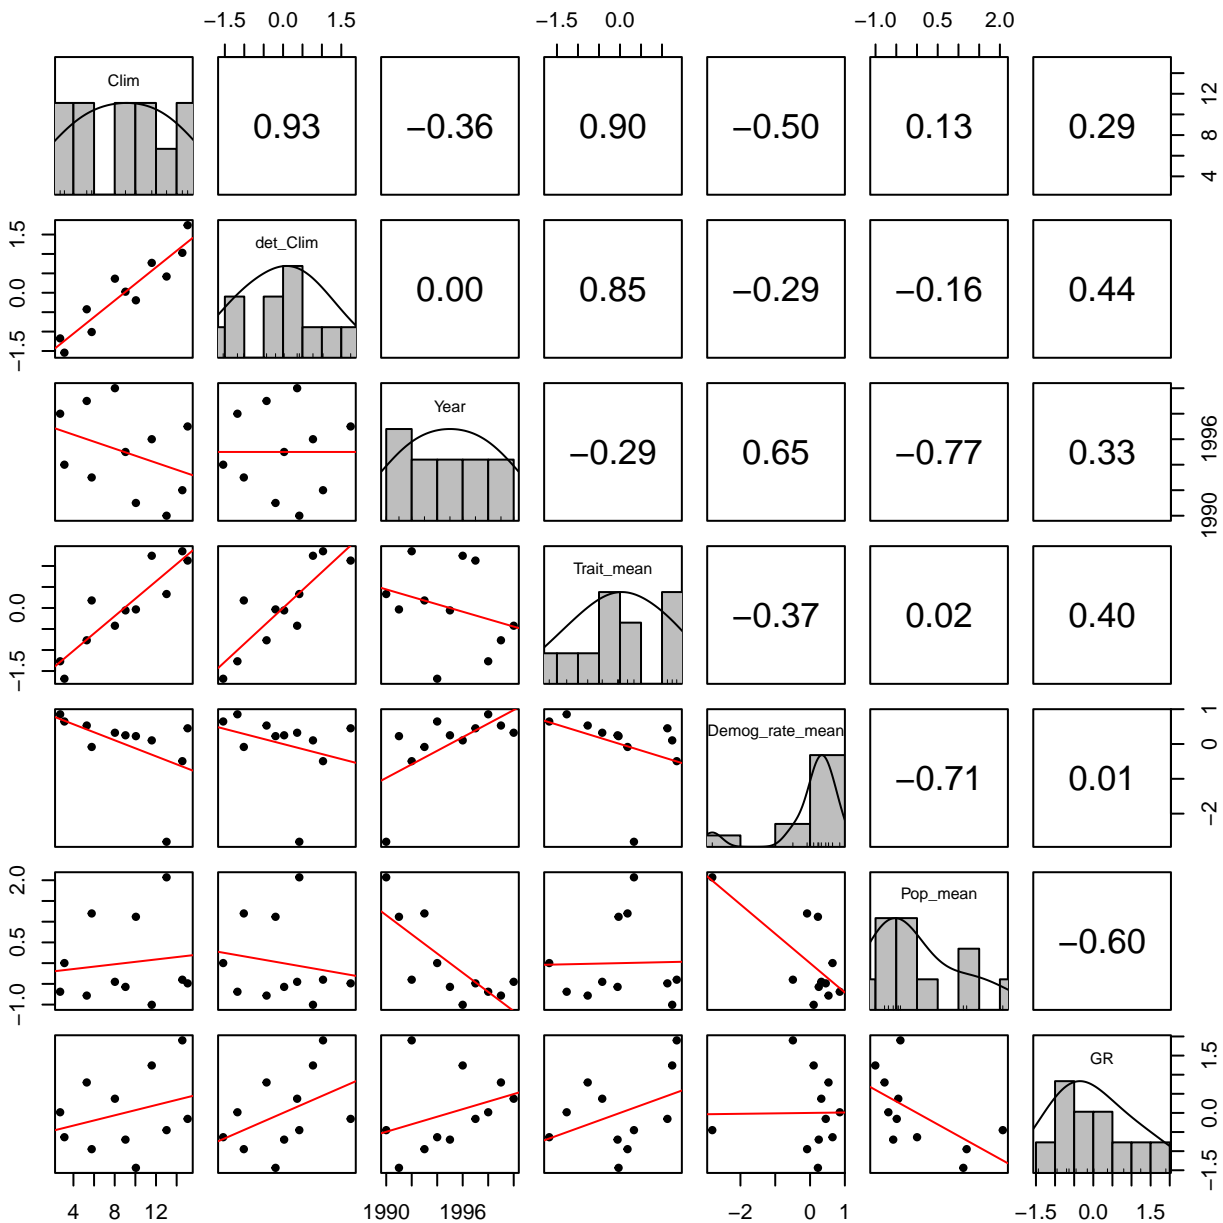 −1.5 0.0 1.5 −1.5 0.0 −1.0 0.5 2.0
Clim 0.93 −0.36 0.90 −0.50 0.13 0.29 4 8 12
−1.5 0.0 1.5 det_Clim 0.00 0.85 −0.29 −0.16 0.44
Year −0.29 0.65 −0.77 0.33 1990 1996
−1.5 0.0 Trait_mean −0.37 0.02 0.40
Demog_rate_mean −0.71 0.01 −2 0 1
−1.0 0.5 2.0 Pop_mean −0.60
GR −1.5 0.0 1.5
4 8 12 1990 1996 −2 0 1 −1.5 0.0 1.5